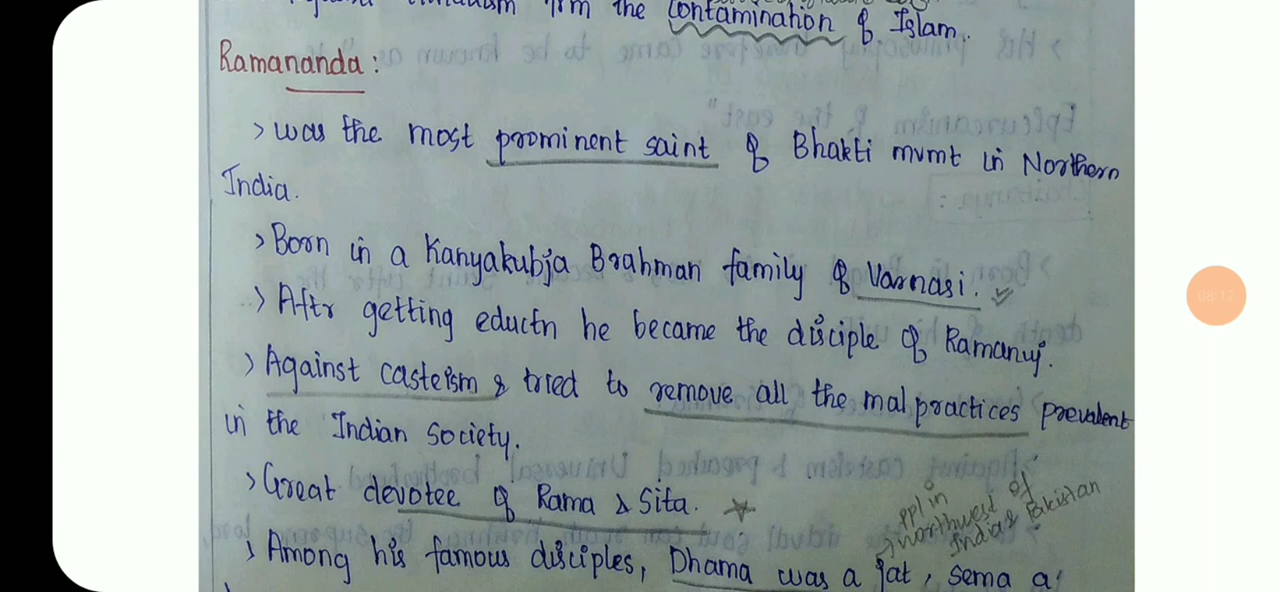 the contamination of Islam.
Ramananda :
> was the most prominent saint of Bhakti mvmt in Northern
India.
> Born in a Kanyakubja Brahman family of Varnasi.
> Aftr getting eductn he became the disciple of Ramanuj.
> Against casteism & tried to remove all the malpractices prevalent
in the Indian Society.
> Great devotee of Rama & Sita.
ppl in
northwest of
India & Pakistan
> Among his famous disciples, Dhama was a Jat, Sema a
08:17